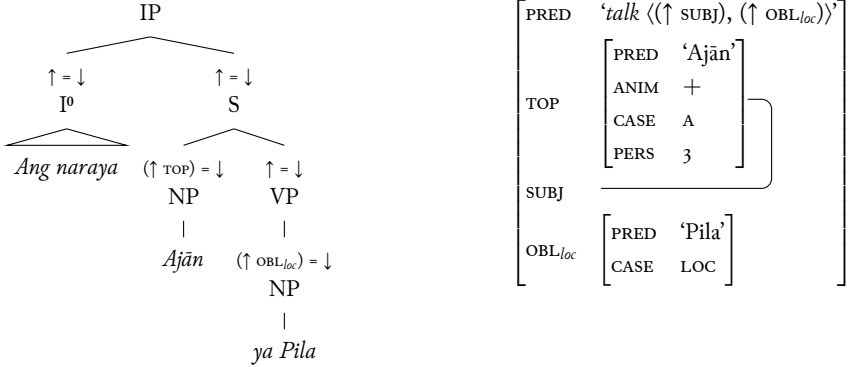 IP
↑ = ↓ ↑ = ↓
I⁰ S
Ang naraya (↑ TOP) = ↓ ↑ = ↓
NP VP
Ajān (↑ OBLloc) = ↓
NP
ya Pila
PRED ‘talk ⟨(↑ SUBJ), (↑ OBLloc)⟩’
TOP
PRED ‘Ajān’
ANIM +
CASE A
PERS 3
SUBJ
OBLloc
PRED ‘Pila’
CASE LOC